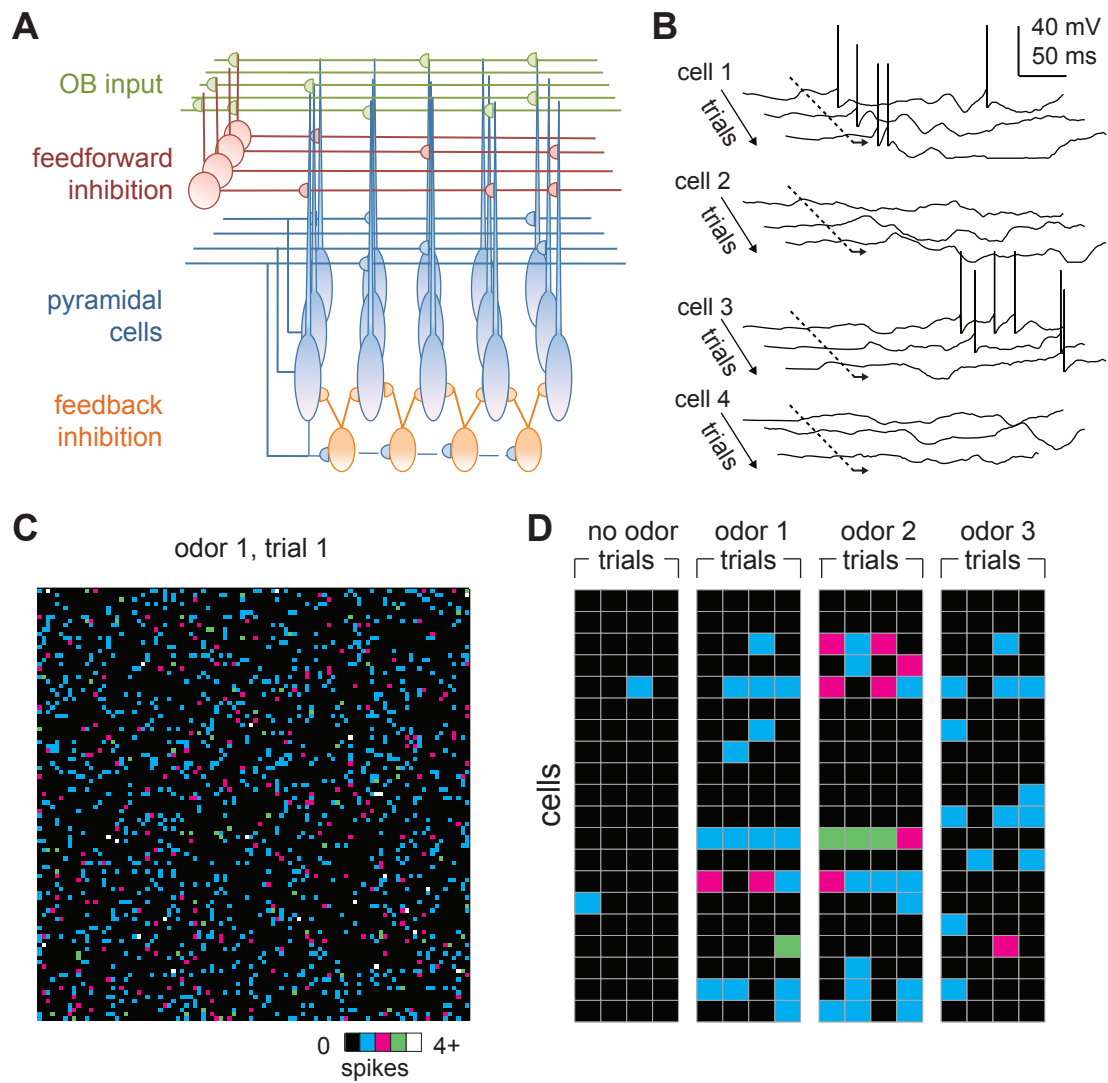 A
OB input
feedforward
inhibition
pyramidal
cells
feedback
inhibition
B
40 mV
50 ms
cell 1
trials
cell 2
trials
cell 3
trials
cell 4
trials
C
odor 1, trial 1
0
4+
spikes
D
no odor
trials
odor 1
trials
odor 2
trials
odor 3
trials
cells